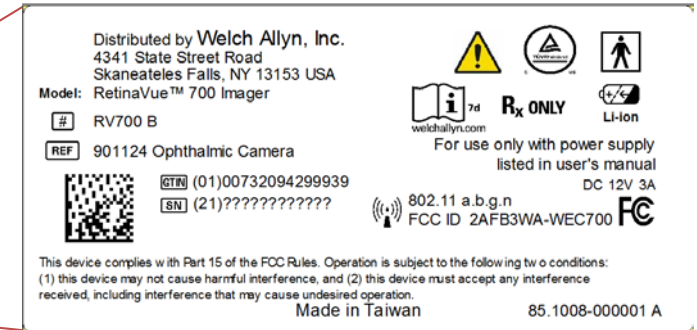 Distributed by Welch Allyn, Inc.
4341 State Street Road
Skaneateles Falls, NY 13153 USA
Model: RetinaVue™ 700 Imager
# RV700 B
REF 901124 Ophthalmic Camera
GTIN (01)00732094299939
SN (21)????????????
i 7d
welchallyn.com
Rx ONLY
+/-
Li-ion
For use only with power supply
listed in user's manual
DC 12V 3A
802.11 a.b.g.n
FCC ID 2AFB3WA-WEC700 FC
This device complies with Part 15 of the FCC Rules. Operation is subject to the following two conditions:
(1) this device may not cause harmful interference, and (2) this device must accept any interference
received, including interference that may cause undesired operation.
Made in Taiwan
85.1008-000001 A